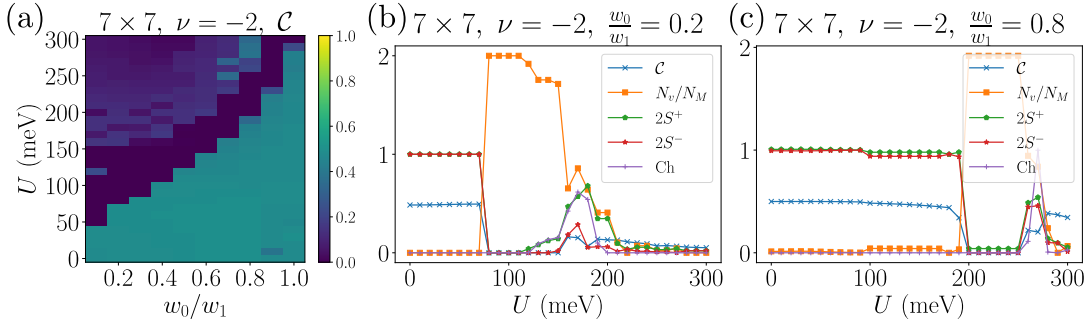 (a)
7 × 7, ν = −2, 𝒞
300
250
200
150
100
50
0
U (meV)
0.2 0.4 0.6 0.8 1.0
w₀/w₁
1.0
0.8
0.6
0.4
0.2
0.0
(b)
7 × 7, ν = −2, w₀/w₁ = 0.2
2
1
0
0 100 200 300
U (meV)
𝒞
Nᵥ/N_M
2S⁺
2S⁻
Ch
(c)
7 × 7, ν = −2, w₀/w₁ = 0.8
2
1
0
0 100 200 300
U (meV)
𝒞
Nᵥ/N_M
2S⁺
2S⁻
Ch